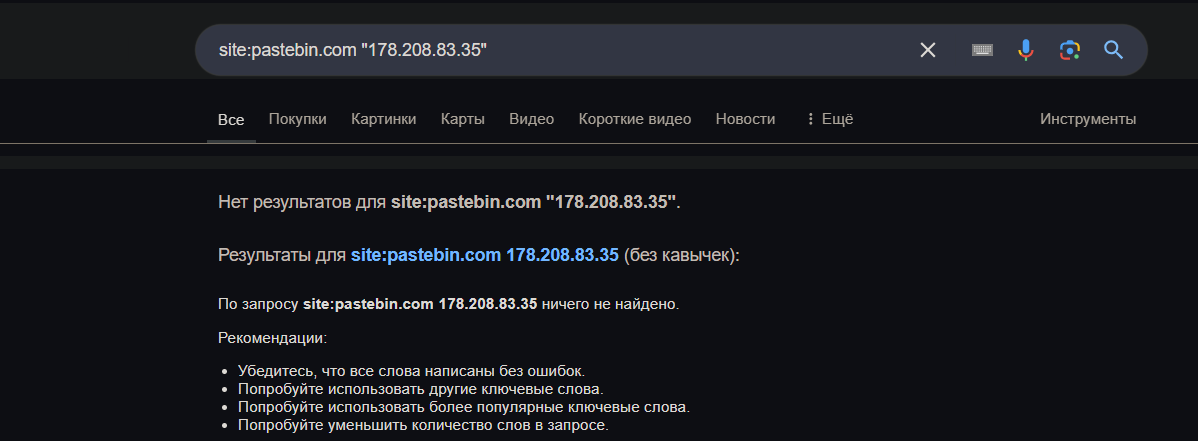 site:pastebin.com "178.208.83.35"
Все Покупки Картинки Карты Видео Короткие видео Новости Ещё Инструменты
Нет результатов для site:pastebin.com "178.208.83.35".
Результаты для site:pastebin.com 178.208.83.35 (без кавычек):
По запросу site:pastebin.com 178.208.83.35 ничего не найдено.
Рекомендации:
• Убедитесь, что все слова написаны без ошибок.
• Попробуйте использовать другие ключевые слова.
• Попробуйте использовать более популярные ключевые слова.
• Попробуйте уменьшить количество слов в запросе.